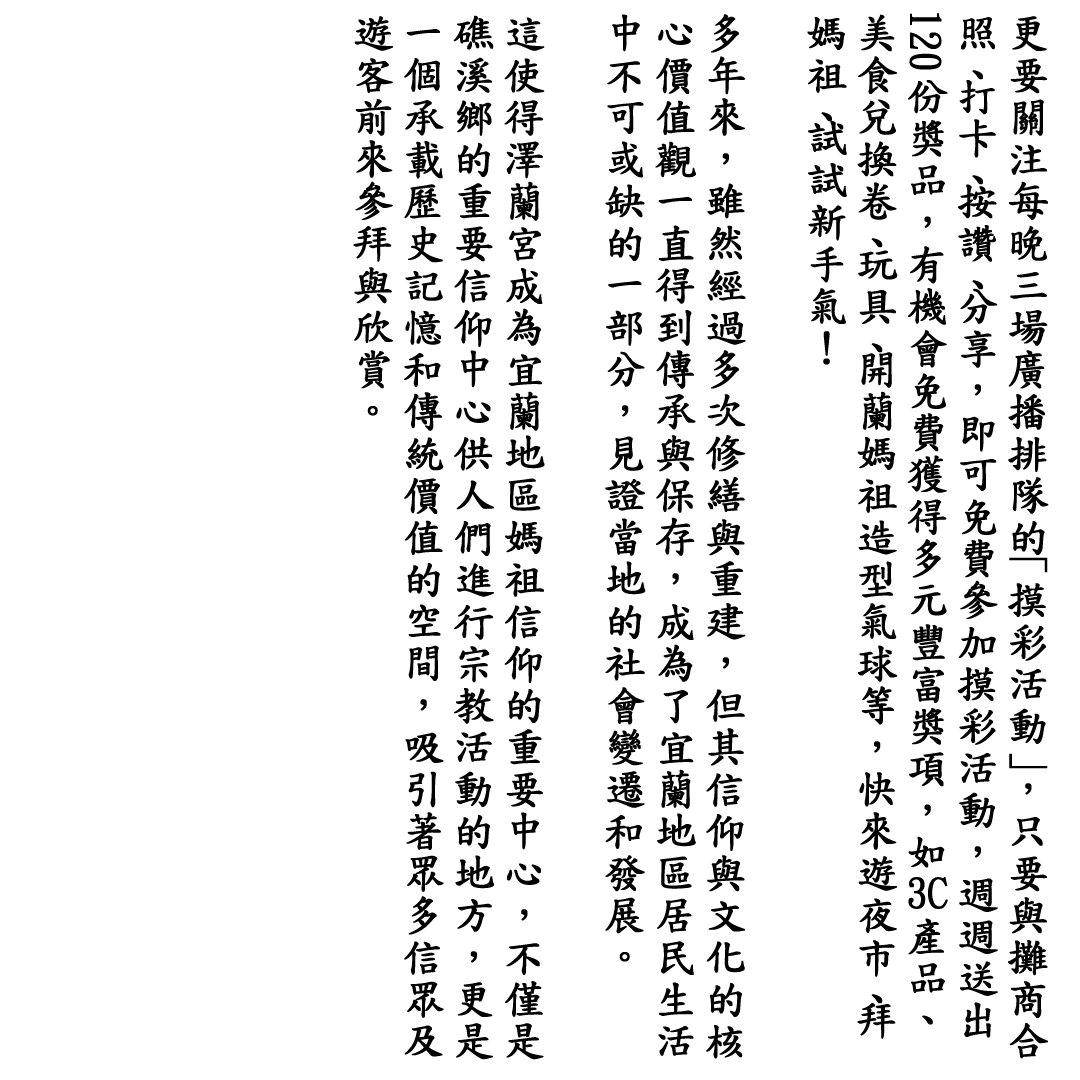 更要關注每晚三場廣播排隊的「摸彩活動」，只要與攤商合
照、打卡、按讚、分享，即可免費參加摸彩活動，週週送出
120份獎品，有機會免費獲得多元豐富獎項，如3C產品、
美食兌換卷、玩具、開蘭媽祖造型氣球等，快來遊夜市、拜
媽祖、試試新手氣！
多年來，雖然經過多次修繕與重建，但其信仰與文化的核
心價值觀一直得到傳承與保存，成為了宜蘭地區居民生活
中不可或缺的一部分，見證當地的社會變遷和發展。
這使得澤蘭宮成為宜蘭地區媽祖信仰的重要中心，不僅是
礁溪鄉的重要信仰中心供人們進行宗教活動的地方，更是
一個承載歷史記憶和傳統價值的空間，吸引著眾多信眾及
遊客前來參拜與欣賞。